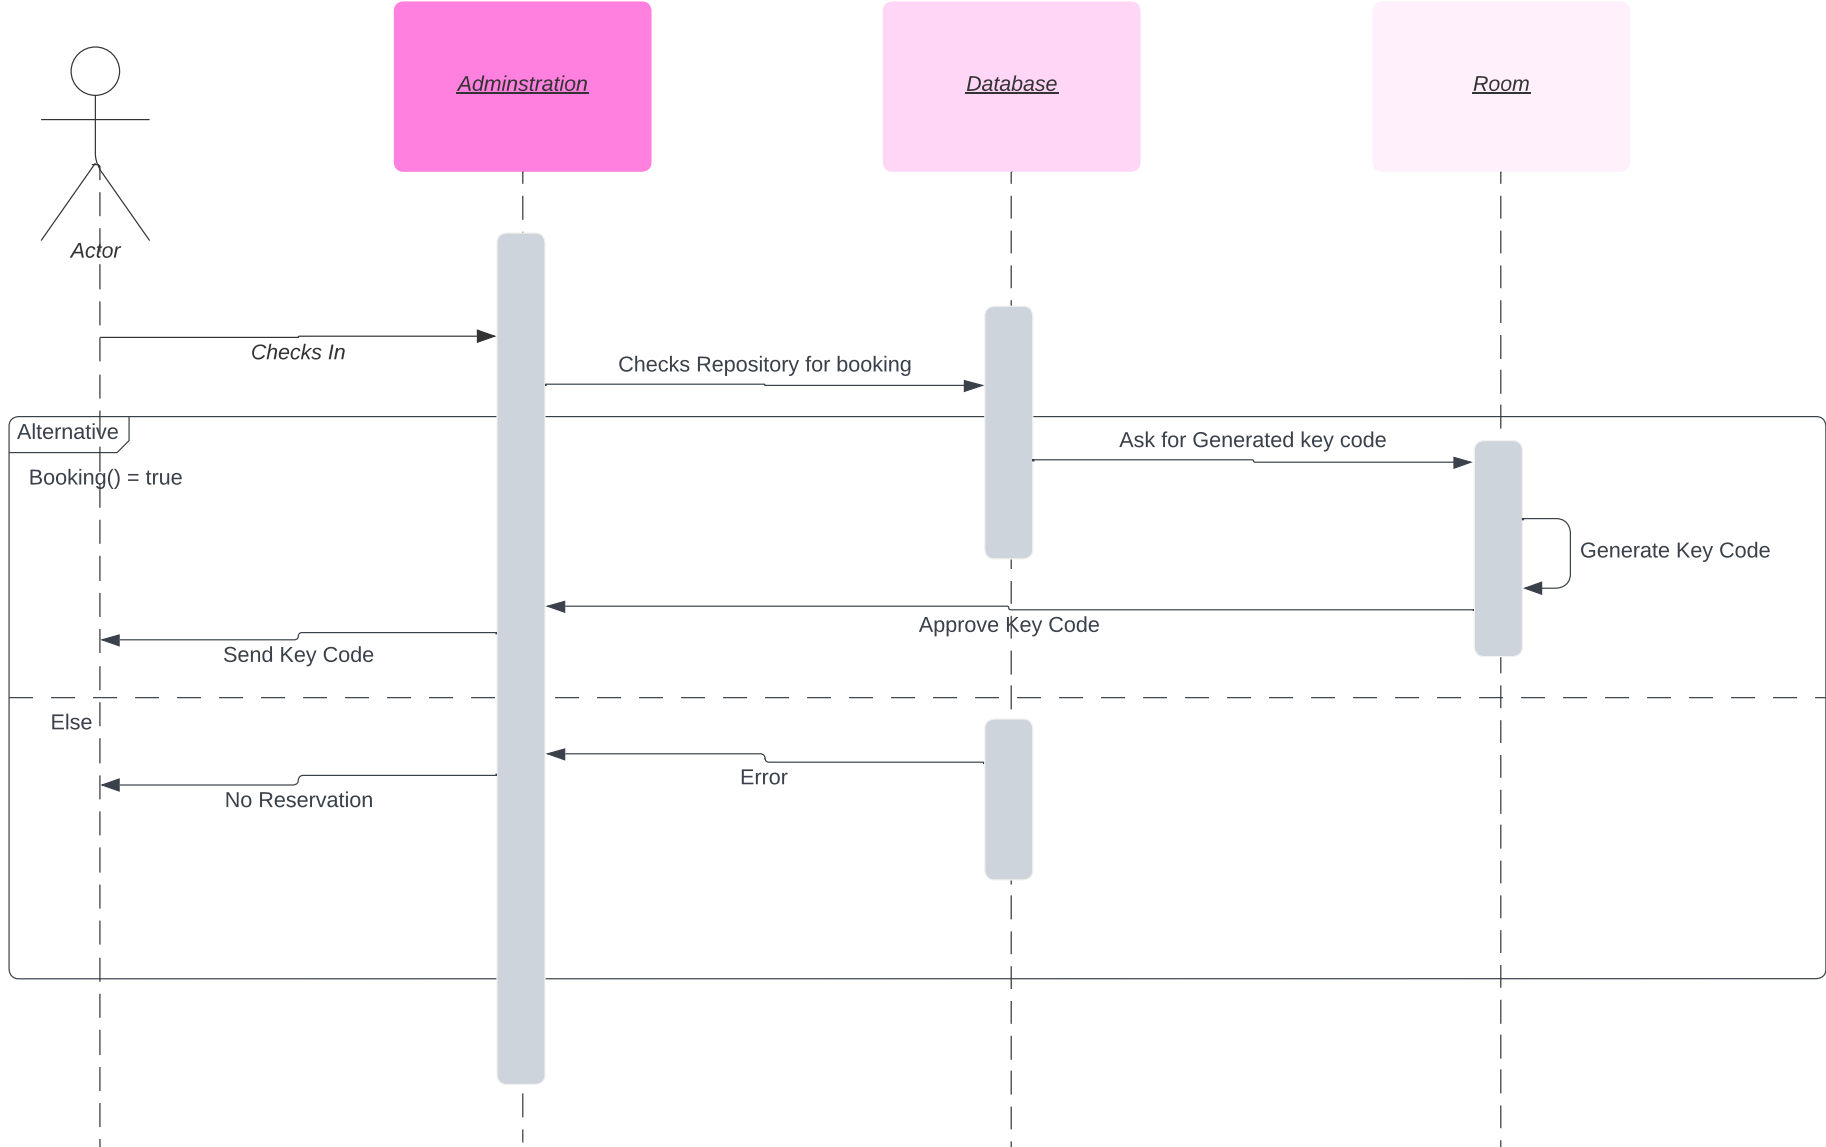 Adminstration
Database
Room
Actor
Checks In
Checks Repository for booking
Alternative
Ask for Generated key code
Booking() = true
Generate Key Code
Approve Key Code
Send Key Code
Else
Error
No Reservation